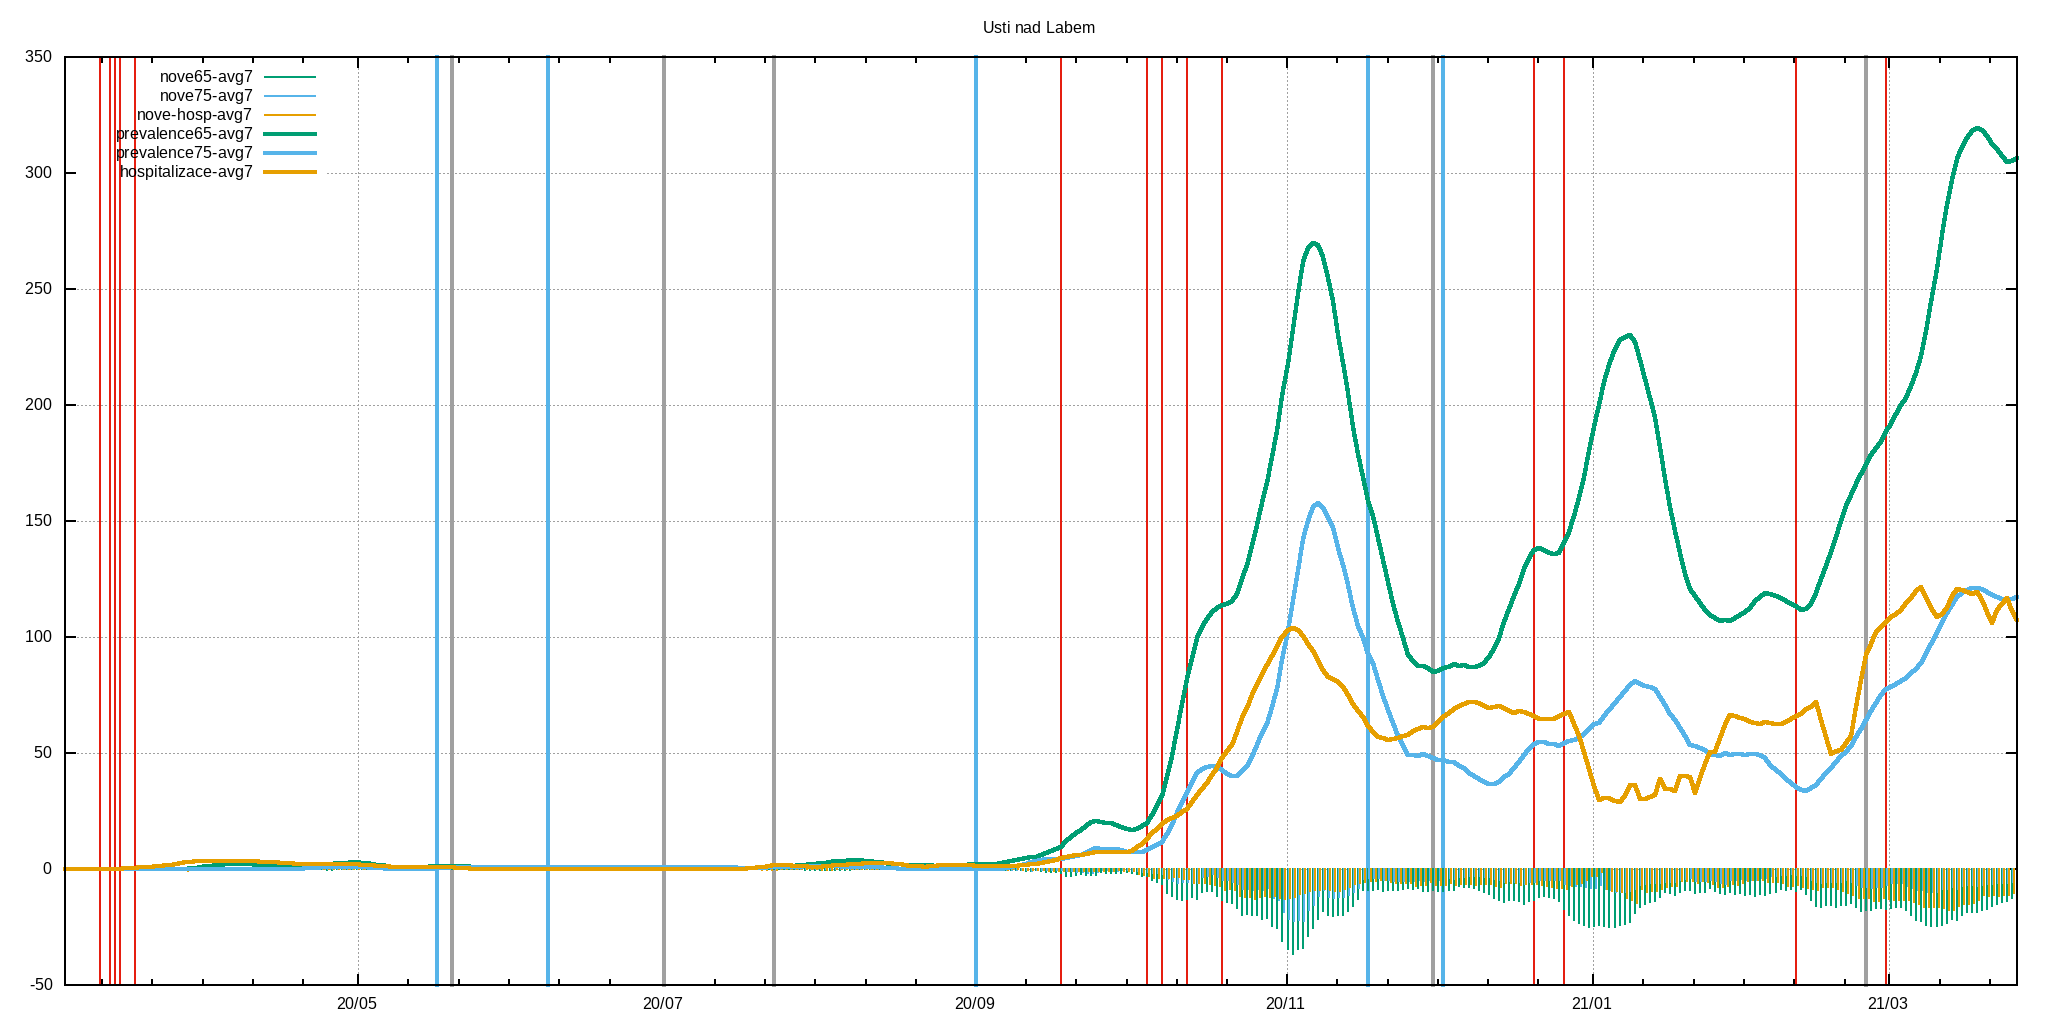 Usti nad Labem
350
300
250
200
150
100
50
0
-50
nove65-avg7
nove75-avg7
nove-hosp-avg7
prevalence65-avg7
prevalence75-avg7
hospitalizace-avg7
20/05
20/07
20/09
20/11
21/01
21/03